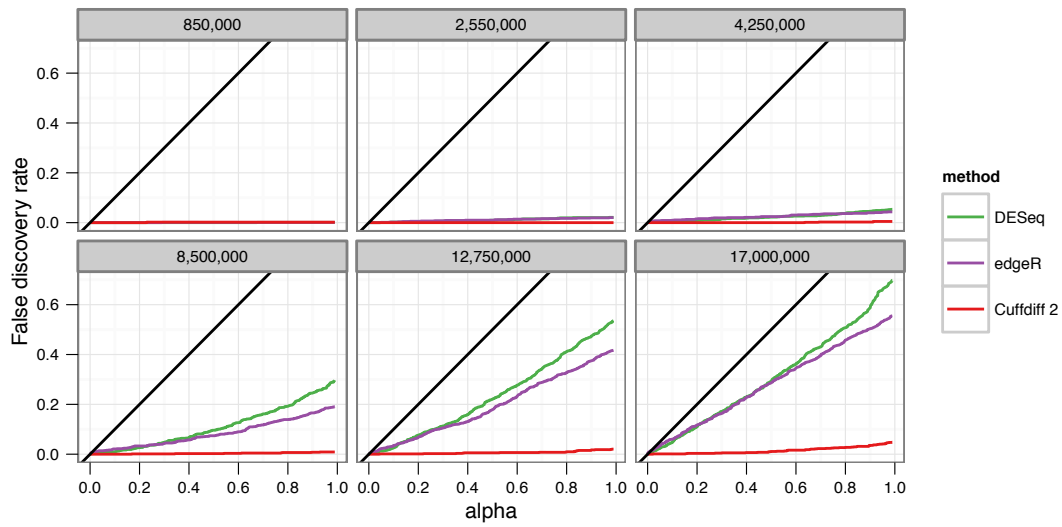 850,000 2,550,000 4,250,000
0.6
0.4
0.2
0.0
False discovery rate
8,500,000 12,750,000 17,000,000
0.6
0.4
0.2
0.0
0.0 0.2 0.4 0.6 0.8 1.0 0.0 0.2 0.4 0.6 0.8 1.0 0.0 0.2 0.4 0.6 0.8 1.0
alpha
method
DESeq
edgeR
Cuffdiff 2